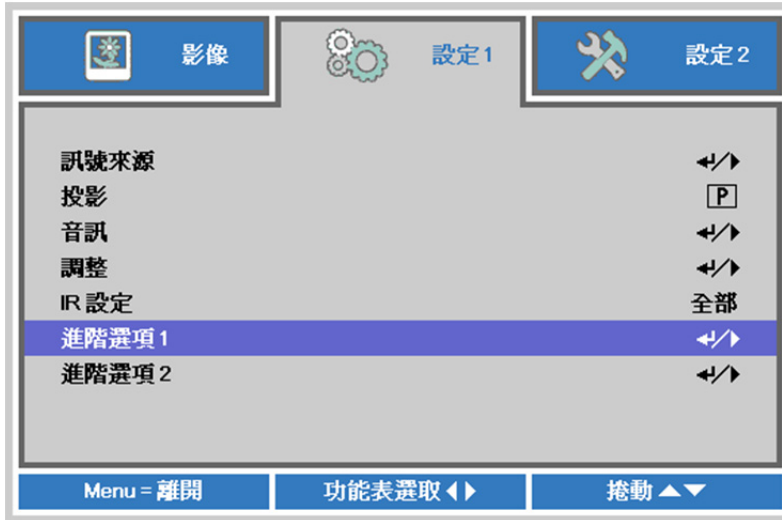 影像 設定1 設定2
訊號來源
投影 P
音訊
調整
IR 設定 全部
進階選項1
進階選項2
Menu = 離開 功能表選取 捲動